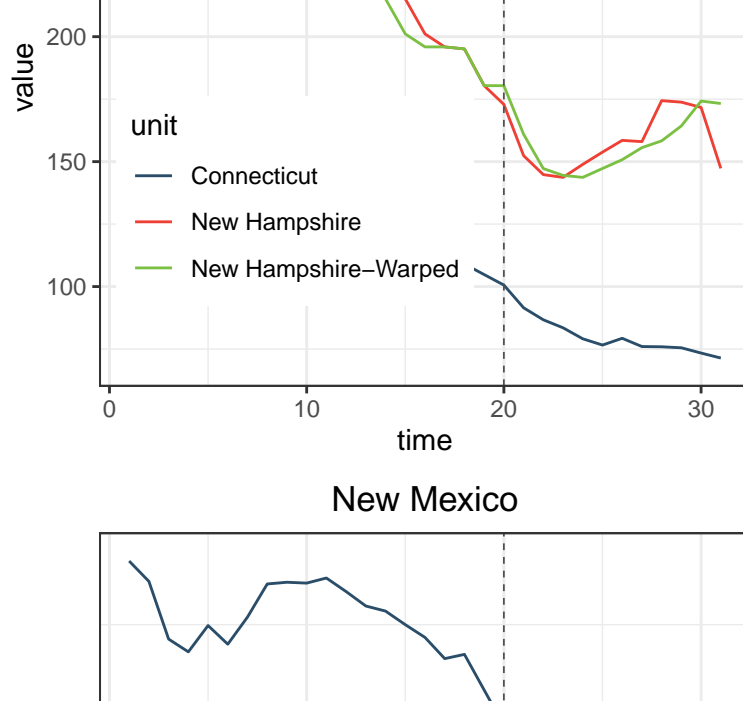 200
value
unit
150
Connecticut
New Hampshire
New Hampshire−Warped
100
0 10 20 30
time
New Mexico